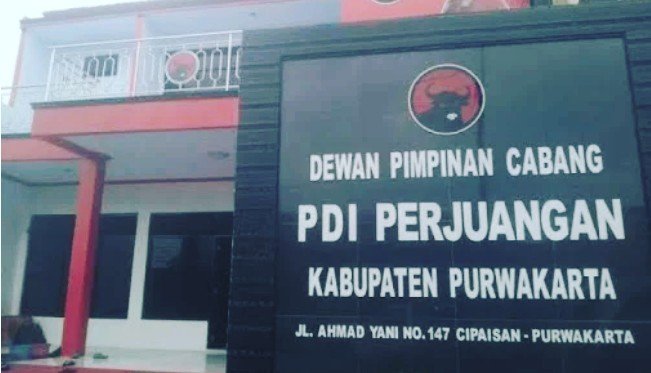 DEWAN PIMPINAN CABANG
PDI PERJUANGAN
KABUPATEN PURWAKARTA
JL. AHMAD YANI NO.147 CIPAISAN - PURWAKARTA